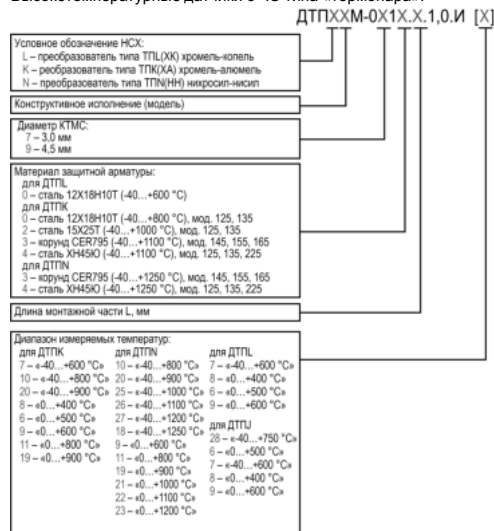 ДТПХХМ-0Х1Х.Х.1,0.И [X]
Условное обозначение НСХ:
L – преобразователь типа ТПL(ХК) хромель-копель
K – реобразователь типа ТПК(ХА) хромель-алюмель
N – преобразователь типа ТПN(НН) никросил-нисил
Конструктивное исполнение (модель)
Диаметр КТМС:
7 – 3,0 мм
9 – 4,5 мм
Материал защитной арматуры:
для ДТПL
0 – сталь 12Х18Н10Т (-40...+600 °С)
для ДТПК
0 – сталь 12Х18Н10Т (-40...+800 °С), мод. 125, 135
2 – сталь 15Х25Т (-40...+1000 °С), мод. 125, 135
3 – корунд CER795 (-40...+1100 °С), мод. 145, 155, 165
4 – сталь ХН45Ю (-40...+1100 °С), мод. 125, 135, 225
для ДТПN
3 – корунд CER795 (-40...+1250 °С), мод. 145, 155, 165
4 – сталь ХН45Ю (-40...+1250 °С), мод. 125, 135, 225
Длина монтажной части L, мм
Диапазон измеряемых температур:
для ДТПК
7 – «-40...+600 °С»
10 – «-40...+800 °С»
20 – «-40...+900 °С»
8 – «0...+400 °С»
6 – «0...+500 °С»
9 – «0...+600 °С»
11 – «0...+800 °С»
19 – «0...+900 °С»
для ДТПN
10 – «-40...+800 °С»
20 – «-40...+900 °С»
25 – «-40...+1000 °С»
26 – «-40...+1100 °С»
27 – «-40...+1200 °С»
18 – «-40...+1250 °С»
9 – «0...+600 °С»
11 – «0...+800 °С»
19 – «0...+900 °С»
21 – «0...+1000 °С»
22 – «0...+1100 °С»
23 – «0...+1200 °С»
для ДТПL
7 – «-40...+600 °С»
8 – «0...+400 °С»
6 – «0...+500 °С»
9 – «0...+600 °С»
для ДТПJ
28 – «-40...+750 °С»
6 – «0...+500 °С»
7 – «-40...+600 °С»
8 – «0...+400 °С»
9 – «0...+600 °С»